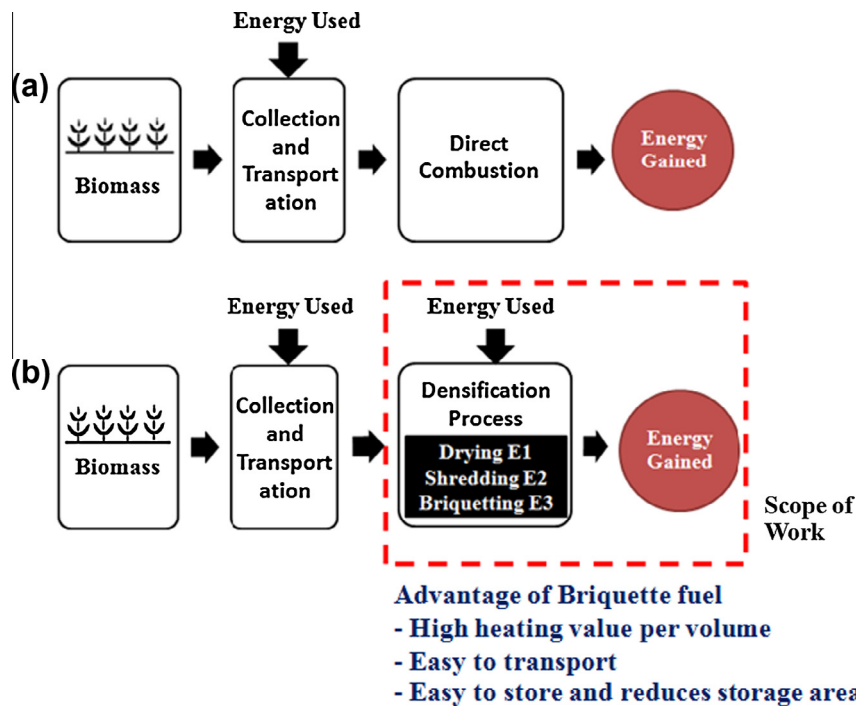 Energy Used
(a)
Biomass
Collection
and
Transport
ation
Direct
Combustion
Energy
Gained
Energy Used
Energy Used
(b)
Biomass
Collection
and
Transport
ation
Densification
Process
Drying E1
Shredding E2
Briquetting E3
Energy
Gained
Scope of
Work
Advantage of Briquette fuel
- High heating value per volume
- Easy to transport
- Easy to store and reduces storage area